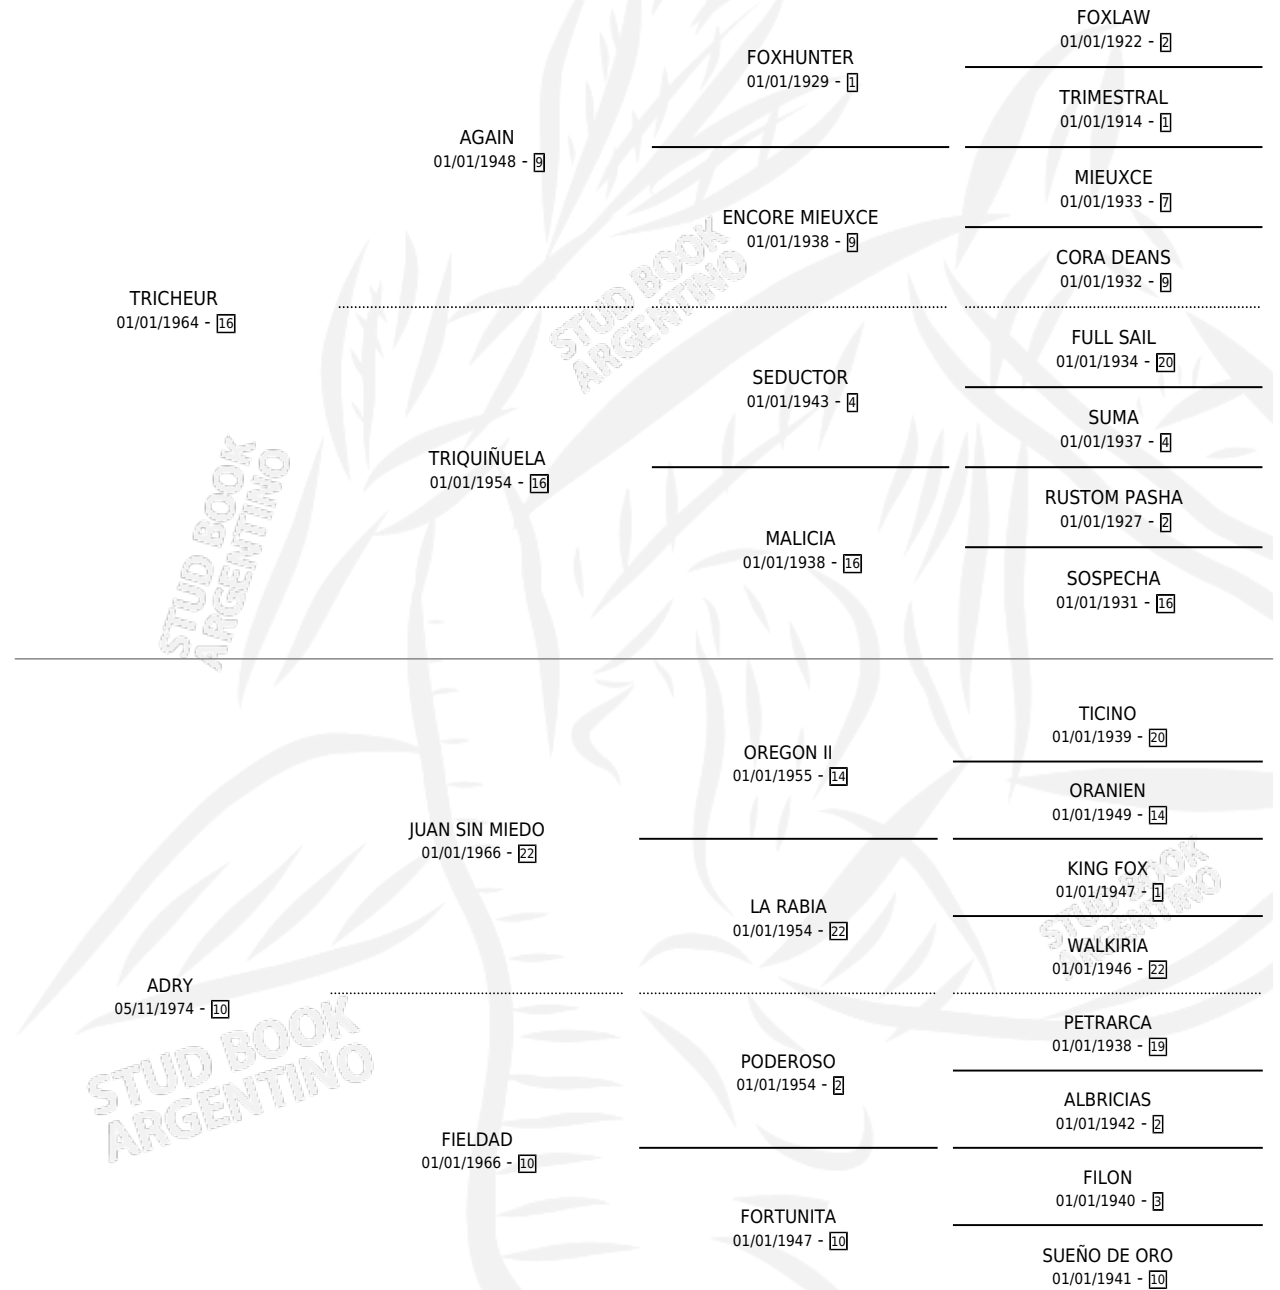 FOXLAW
01/01/1922 - 2
FOXHUNTER
01/01/1929 - 1
TRIMESTRAL
01/01/1914 - 1
AGAIN
01/01/1948 - 9
MIEUXCE
01/01/1933 - 7
ENCORE MIEUXCE
01/01/1938 - 9
CORA DEANS
01/01/1932 - 9
TRICHEUR
01/01/1964 - 16
FULL SAIL
01/01/1934 - 20
SEDUCTOR
01/01/1943 - 4
SUMA
01/01/1937 - 4
TRIQUIÑUELA
01/01/1954 - 16
RUSTOM PASHA
01/01/1927 - 2
MALICIA
01/01/1938 - 16
SOSPECHA
01/01/1931 - 16
TICINO
01/01/1939 - 20
OREGON II
01/01/1955 - 14
ORANIEN
01/01/1949 - 14
JUAN SIN MIEDO
01/01/1966 - 22
KING FOX
01/01/1947 - 1
LA RABIA
01/01/1954 - 22
WALKIRIA
01/01/1946 - 22
ADRY
05/11/1974 - 10
PETRARCA
01/01/1938 - 19
PODEROSO
01/01/1954 - 2
ALBRICIAS
01/01/1942 - 2
FIELDAD
01/01/1966 - 10
FILON
01/01/1940 - 3
FORTUNITA
01/01/1947 - 10
SUEÑO DE ORO
01/01/1941 - 10
STUD BOOK
ARGENTINO
STUD BOOK
ARGENTINO
STUD BOOK
ARGENTINO
STUD BOOK
ARGENTINO